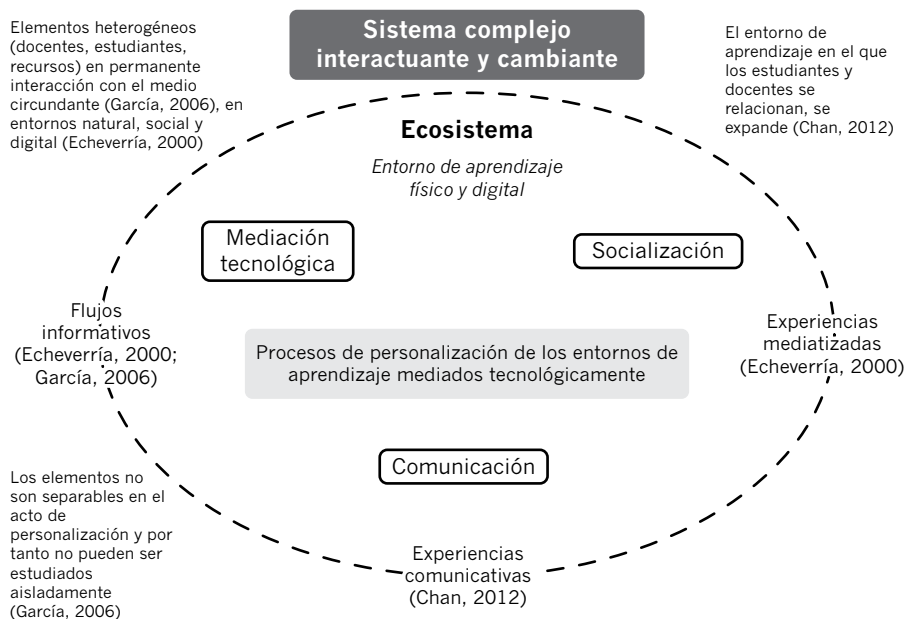 Elementos heterogéneos
(docentes, estudiantes,
recursos) en permanente
interacción con el medio
circundante (García, 2006), en
entornos natural, social y
digital (Echeverría, 2000)
Sistema complejo
interactuante y cambiante
El entorno de
aprendizaje en el que
los estudiantes y
docentes se
relacionan, se
expande (Chan, 2012)
Ecosistema
Entorno de aprendizaje
físico y digital
Mediación
tecnológica
Socialización
Flujos
informativos
(Echeverría, 2000;
García, 2006)
Procesos de personalización de los entornos de
aprendizaje mediados tecnológicamente
Experiencias
mediatizadas
(Echeverría, 2000)
Comunicación
Los elementos no
son separables en el
acto de
personalización y por
tanto no pueden ser
estudiados
aisladamente
(García, 2006)
Experiencias
comunicativas
(Chan, 2012)